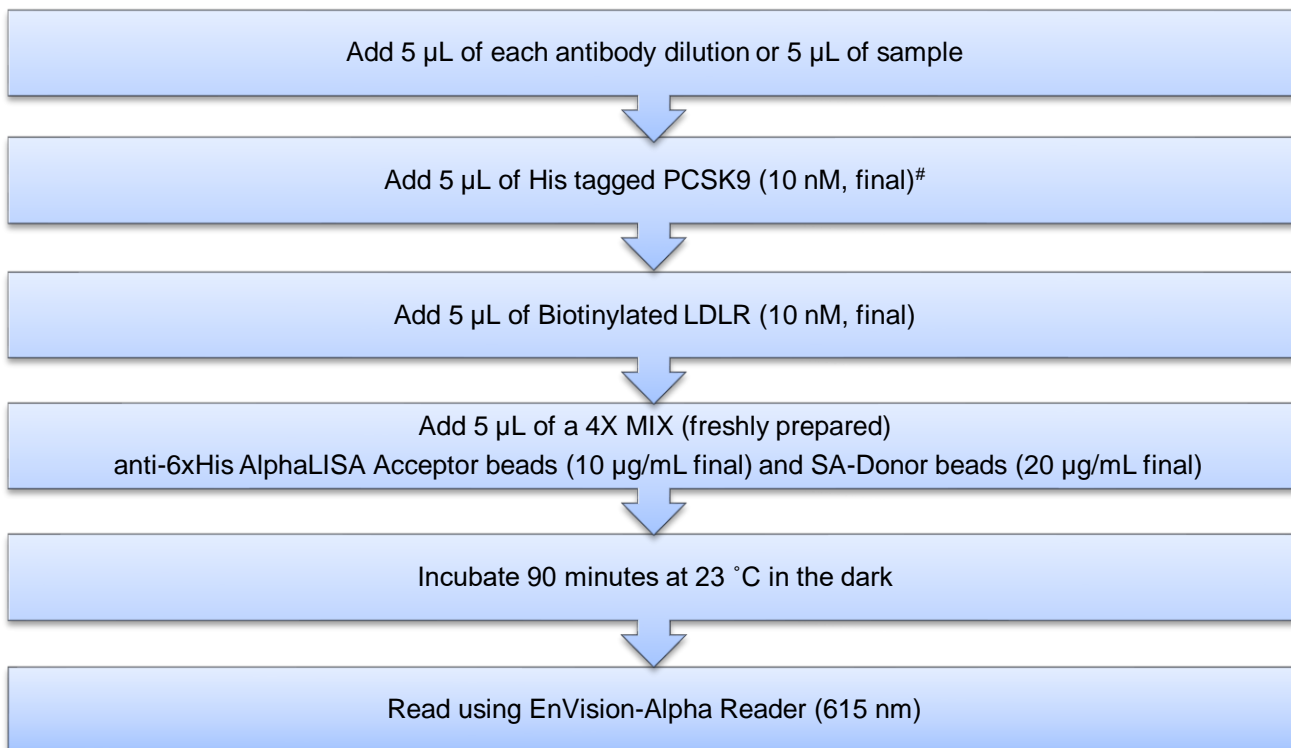 Add 5 µL of each antibody dilution or 5 µL of sample
Add 5 µL of His tagged PCSK9 (10 nM, final)#
Add 5 µL of Biotinylated LDLR (10 nM, final)
Add 5 µL of a 4X MIX (freshly prepared)
anti-6xHis AlphaLISA Acceptor beads (10 µg/mL final) and SA-Donor beads (20 µg/mL final)
Incubate 90 minutes at 23 ˚C in the dark
Read using EnVision-Alpha Reader (615 nm)